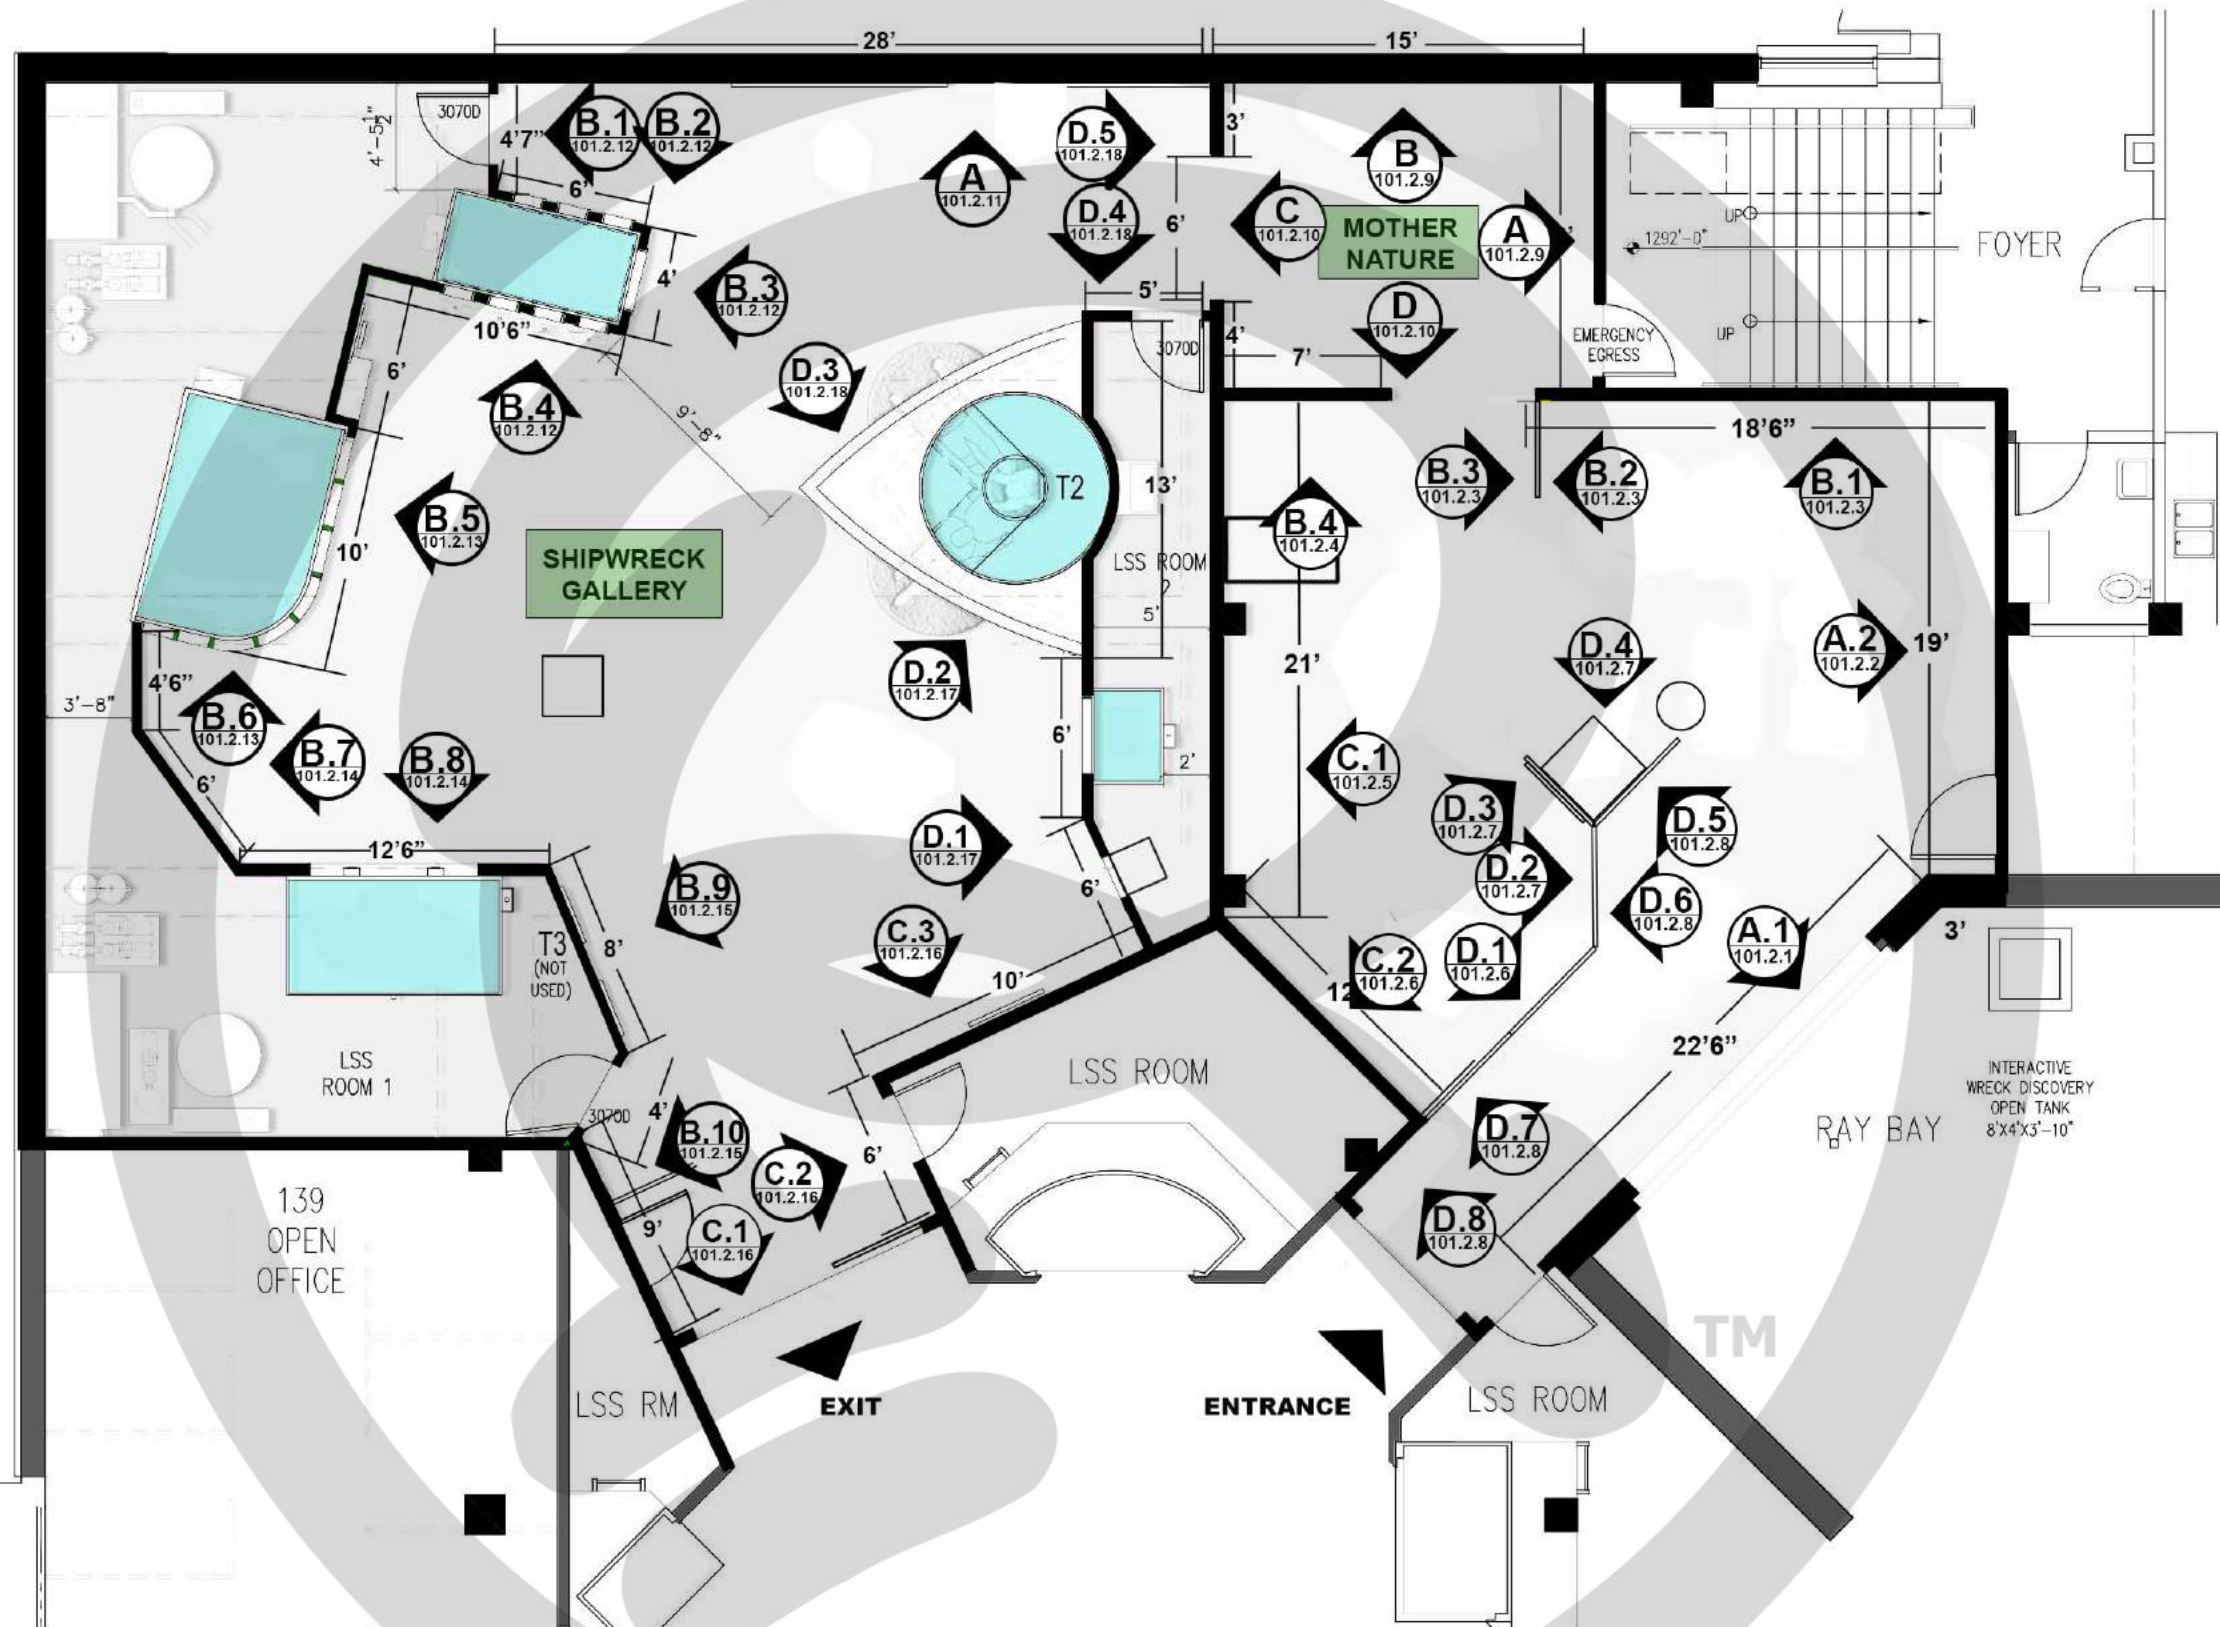 28'
15'
4'-5½"
3070D
4'7"
B.1
101.2.12
B.2
101.2.12
D.5
101.2.18
3'
B
101.2.9
6'
A
101.2.11
D.4
101.2.18
6'
C
101.2.10
MOTHER
NATURE
A
101.2.9
UP
1292'-0"
FOYER
4'
B.3
101.2.12
5'
D
101.2.10
10'6"
6'
D.3
101.2.18
3070D
4'
7'
EMERGENCY
EGRESS
UP
B.4
101.2.12
9'-8"
18'6"
B.5
101.2.13
10'
T2
13'
B.3
101.2.3
B.2
101.2.3
B.1
101.2.3
B.4
101.2.4
SHIPWRECK
GALLERY
LSS ROOM
2
5'
21'
D.4
101.2.7
A.2
101.2.2
19'
4'6"
3'-8"
B.6
101.2.13
D.2
101.2.17
6'
2'
6'
B.7
101.2.14
B.8
101.2.14
C.1
101.2.5
D.3
101.2.7
D.5
101.2.8
12'6"
D.1
101.2.17
6'
D.2
101.2.7
B.9
101.2.15
D.6
101.2.8
T3
(NOT
USED)
8'
C.3
101.2.16
10'
12
C.2
101.2.6
D.1
101.2.6
A.1
101.2.1
3'
LSS
ROOM 1
LSS ROOM
22'6"
INTERACTIVE
WRECK DISCOVERY
OPEN TANK
8'X4'X3'-10"
RAY BAY
3070D
4'
B.10
101.2.15
6'
C.2
101.2.16
D.7
101.2.8
139
OPEN
OFFICE
9'
C.1
101.2.16
D.8
101.2.8
TM
LSS RM
EXIT
ENTRANCE
LSS ROOM